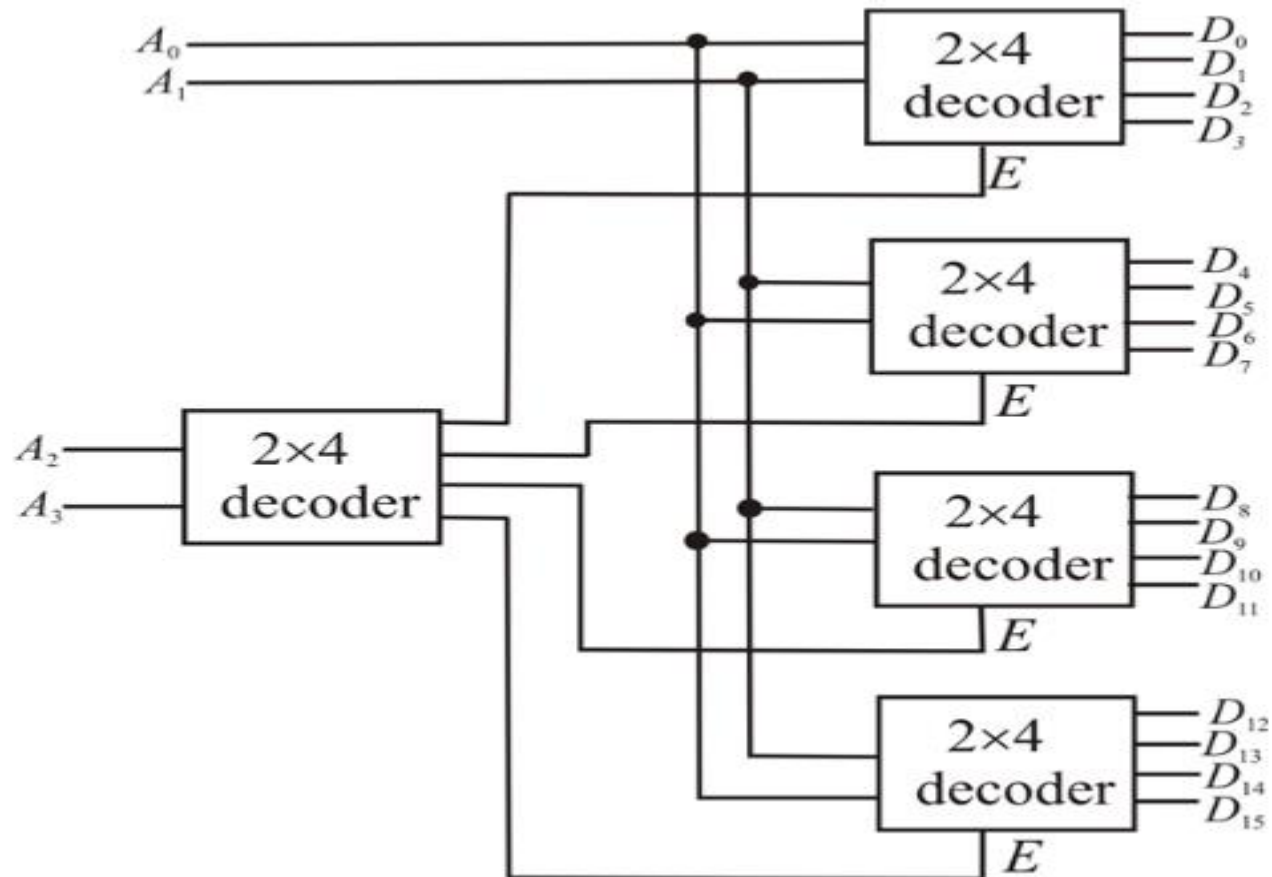 A₀
A₁
2×4
decoder
D₀
D₁
D₂
D₃
E
2×4
decoder
D₄
D₅
D₆
D₇
E
A₂
A₃
2×4
decoder
2×4
decoder
D₈
D₉
D₁₀
D₁₁
E
2×4
decoder
D₁₂
D₁₃
D₁₄
D₁₅
E